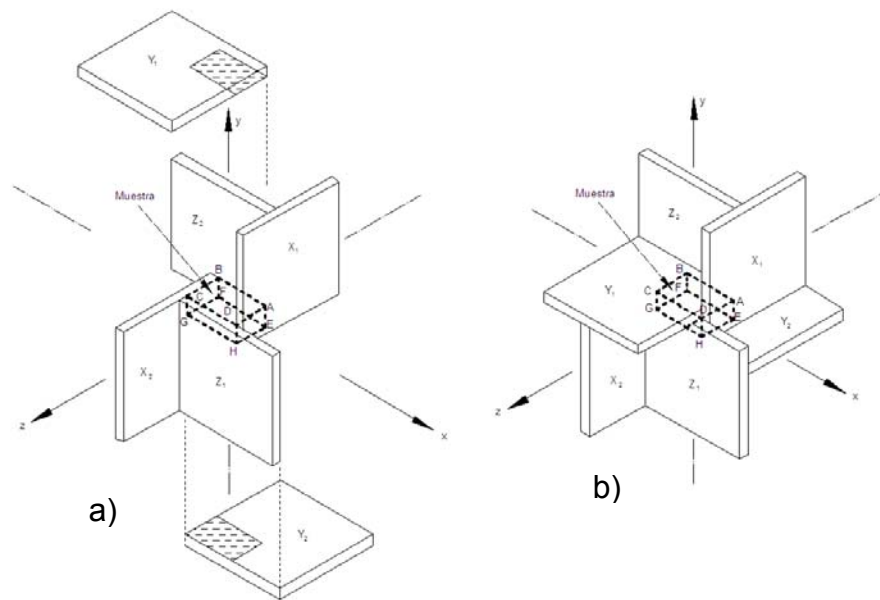 Y1
y
Muestra
Z2
X1
B
A
C
F
D
E
G
H
X2
Z1
z
x
a)
Y2
y
Muestra
Z2
X1
B
Y1
C
F
A
D
E
G
Y2
H
X2
Z1
z
x
b)